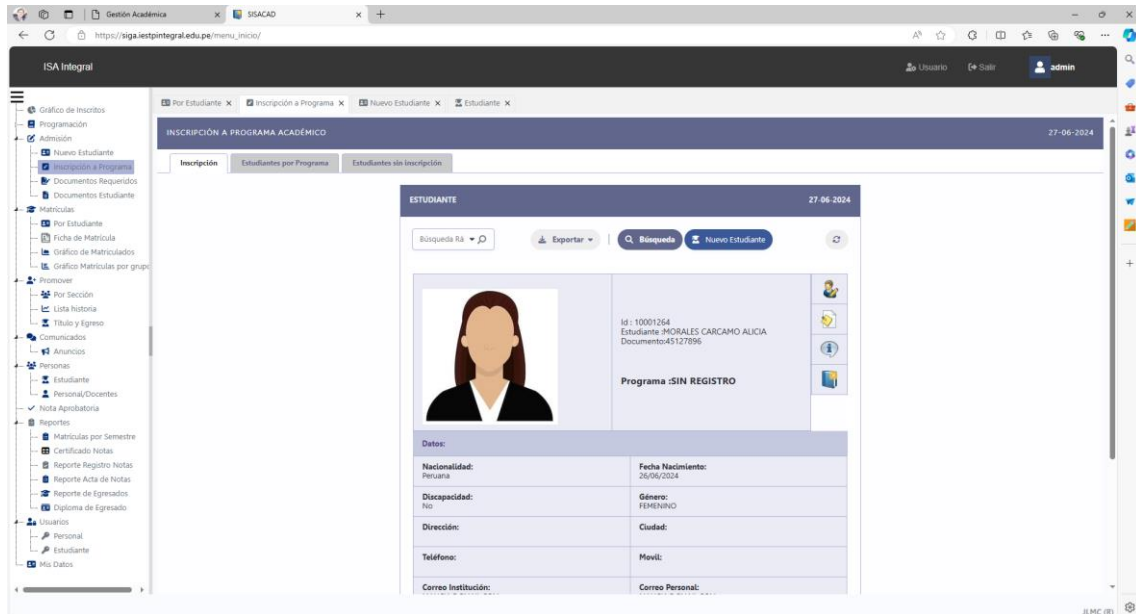 Gestión Académica
SISACAD
https://siga.iestpintegral.edu.pe/menu_inicio/
ISA Integral
Usuario
Salir
admin
Gráfico de Inscritos
Programación
Admisión
Nuevo Estudiante
Inscripción a Programa
Documentos Requeridos
Documentos Estudiante
Matrículas
Por Estudiante
Ficha de Matrícula
Gráfico de Matriculados
Gráfico Matrículas por grupo
Promover
Por Sección
Lista historia
Título y Egreso
Comunicados
Anuncios
Personas
Estudiante
Personal/Docentes
Nota Aprobatoria
Reportes
Matrículas por Semestre
Certificado Notas
Reporte Registro Notas
Reporte Acta de Notas
Reporte de Egresados
Diploma de Egresado
Usuarios
Personal
Estudiante
Mis Datos
Por Estudiante
Inscripción a Programa
Nuevo Estudiante
Estudiante
INSCRIPCIÓN A PROGRAMA ACADÉMICO 27-06-2024
Inscripción
Estudiantes por Programa
Estudiantes sin inscripción
ESTUDIANTE 27-06-2024
Búsqueda Rá
Exportar
Búsqueda
Nuevo Estudiante
Id : 10001264
Estudiante :MORALES CARCAMO ALICIA
Documento:45127896
Programa :SIN REGISTRO
Datos:
Nacionalidad: Fecha Nacimiento:
Peruana 26/06/2024
Discapacidad: Género:
No FEMENINO
Dirección: Ciudad:
Teléfono: Movil:
Correo Institución: Correo Personal:
JLMC (R)